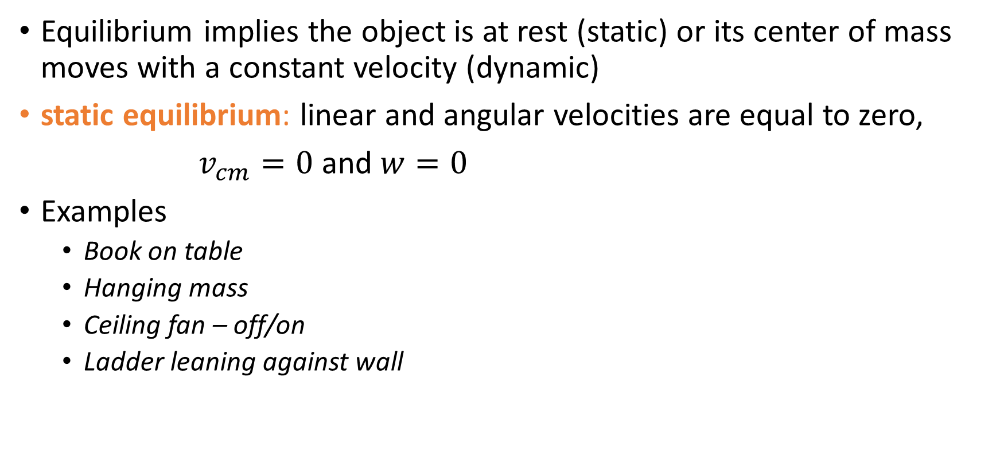 • Equilibrium implies the object is at rest (static) or its center of mass
moves with a constant velocity (dynamic)
• static equilibrium: linear and angular velocities are equal to zero,
v_{cm} = 0 and w = 0
• Examples
• Book on table
• Hanging mass
• Ceiling fan – off/on
• Ladder leaning against wall